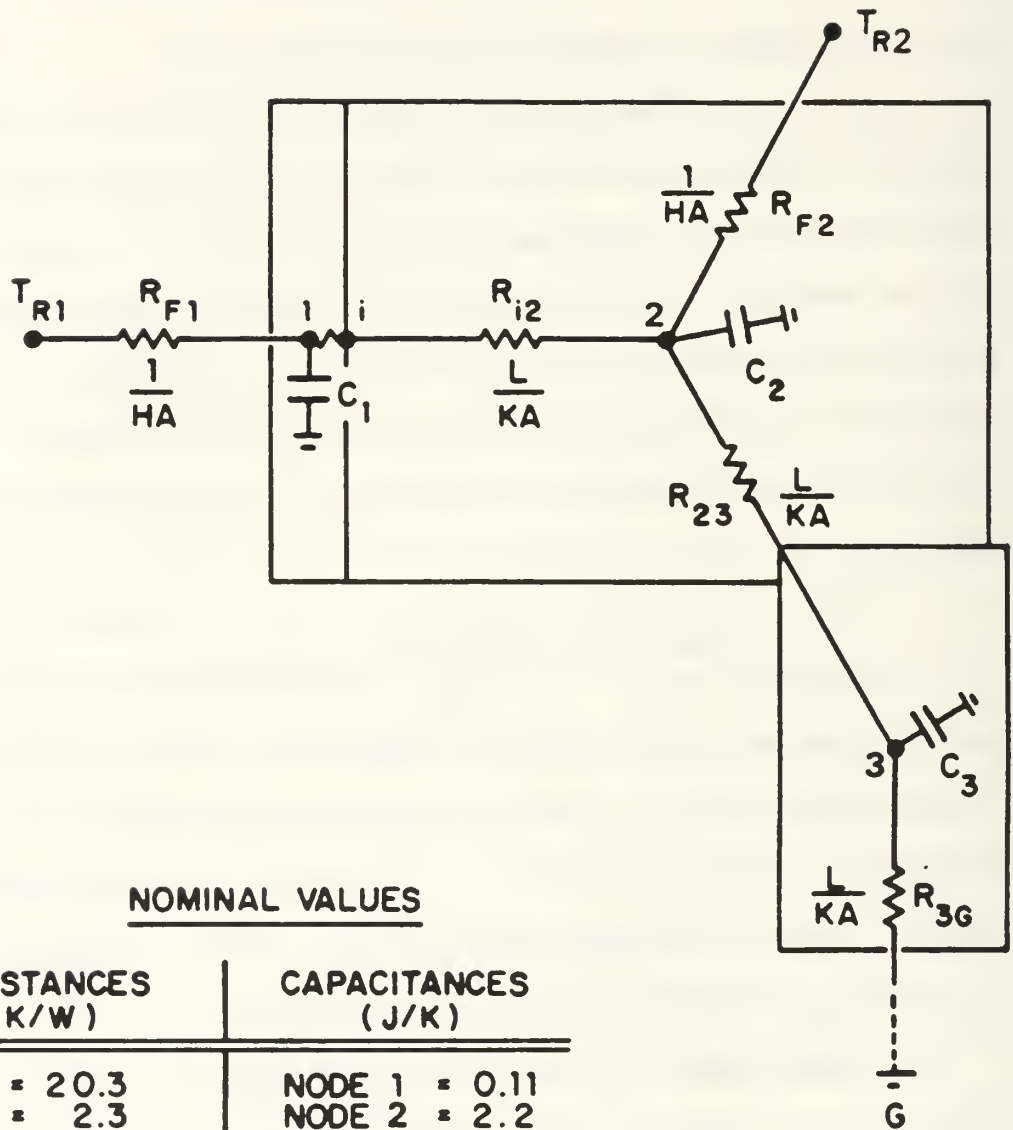 T R2
1
HA
R F2
T R1
R F1
1
i
R i2
2
1
HA
C 1
L
KA
C 2
R 23
L
KA
3
C 3
L
KA
R 3G
G
NOMINAL VALUES
STANCES
K/W)
CAPACITANCES
(J/K)
= 20.3
NODE 1 = 0.11
= 2.3
NODE 2 = 2.2